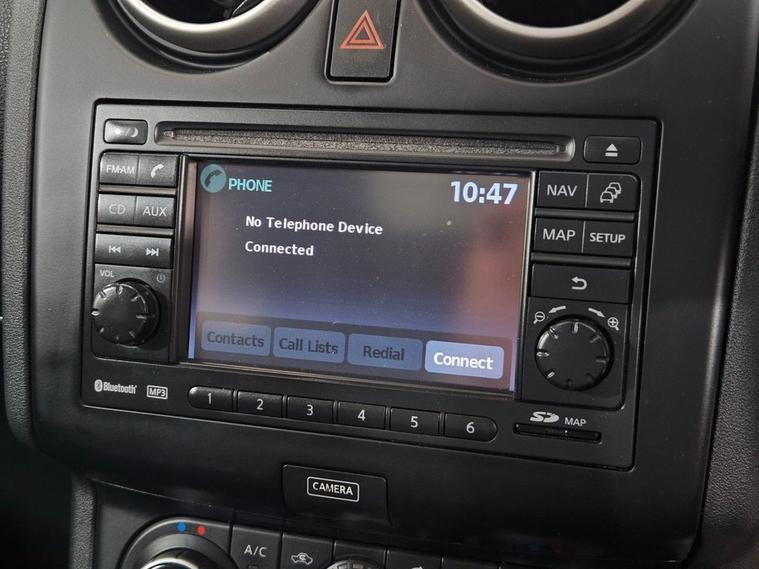 PHONE
10:47
No Telephone Device
Connected
Contacts
Call Lists
Redial
Connect
FM·AM
CD
AUX
VOL
NAV
MAP
SETUP
Bluetooth
MP3
1
2
3
4
5
6
SD MAP
CAMERA
A/C